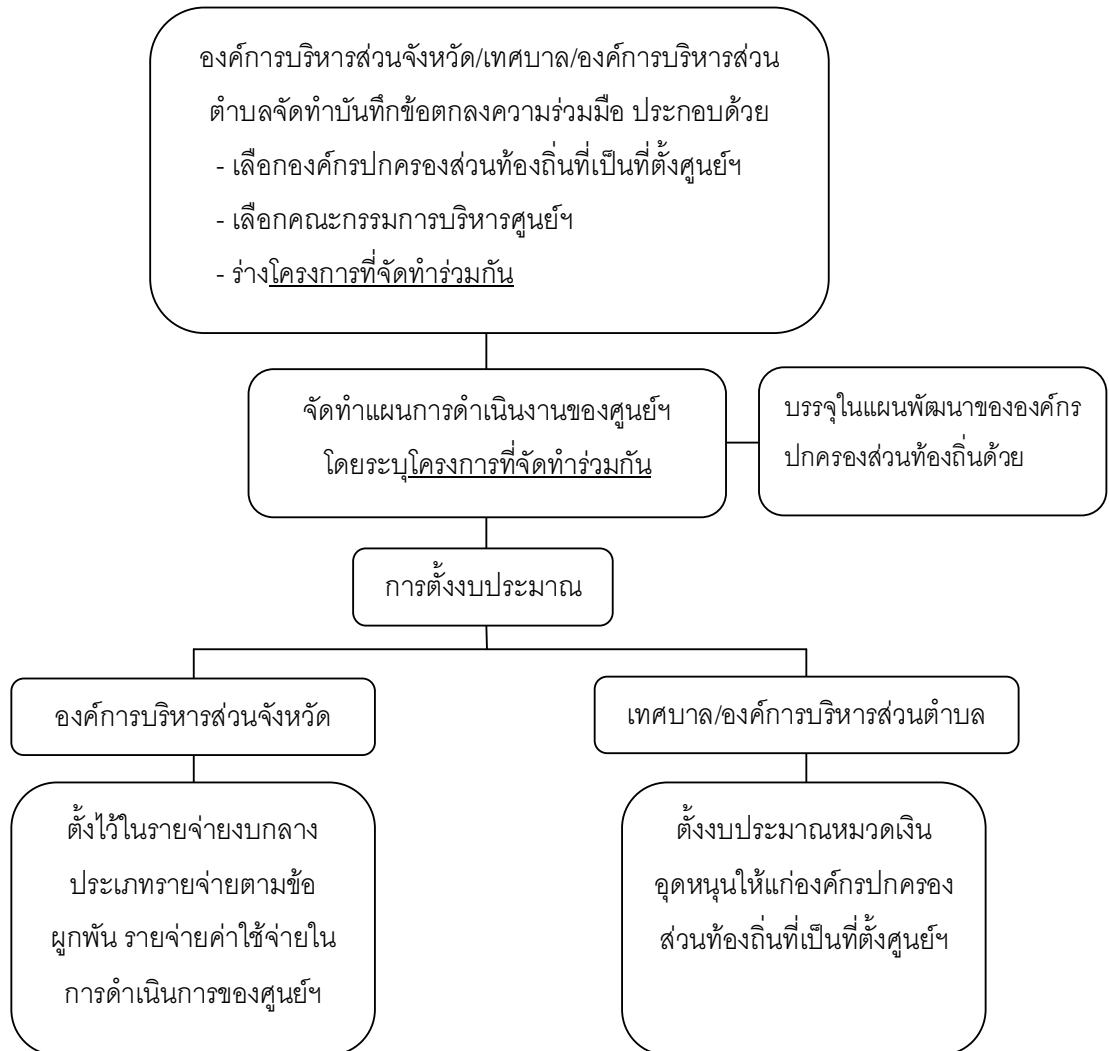 องค์การบริหารส่วนจังหวัด/เทศบาล/องค์การบริหารส่วน
ตำบลจัดทำบันทึกข้อตกลงความร่วมมือ ประกอบด้วย
- เลือกองค์กรปกครองส่วนท้องถิ่นที่เป็นที่ตั้งศูนย์ฯ
- เลือกคณะกรรมการบริหารศูนย์ฯ
- ร่างโครงการที่จัดทำร่วมกัน
จัดทำแผนการดำเนินงานของศูนย์ฯ
โดยระบุโครงการที่จัดทำร่วมกัน
บรรจุในแผนพัฒนาขององค์กร
ปกครองส่วนท้องถิ่นด้วย
การตั้งงบประมาณ
องค์การบริหารส่วนจังหวัด
ตั้งไว้ในรายจ่ายงบกลาง
ประเภทรายจ่ายตามข้อ
ผูกพัน รายจ่ายค่าใช้จ่ายใน
การดำเนินการของศูนย์ฯ
เทศบาล/องค์การบริหารส่วนตำบล
ตั้งงบประมาณหมวดเงิน
อุดหนุนให้แก่องค์กรปกครอง
ส่วนท้องถิ่นที่เป็นที่ตั้งศูนย์ฯ